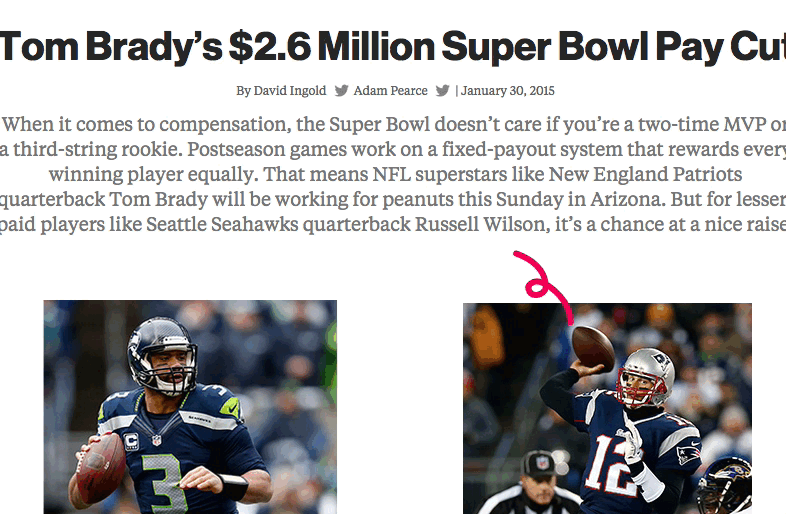 Tom Brady’s $2.6 Million Super Bowl Pay Cut
By David Ingold Adam Pearce | January 30, 2015
When it comes to compensation, the Super Bowl doesn’t care if you’re a two-time MVP or
a third-string rookie. Postseason games work on a fixed-payout system that rewards every
winning player equally. That means NFL superstars like New England Patriots
quarterback Tom Brady will be working for peanuts this Sunday in Arizona. But for lesser
paid players like Seattle Seahawks quarterback Russell Wilson, it’s a chance at a nice raise
3
SEAHAWKS
C
3
12